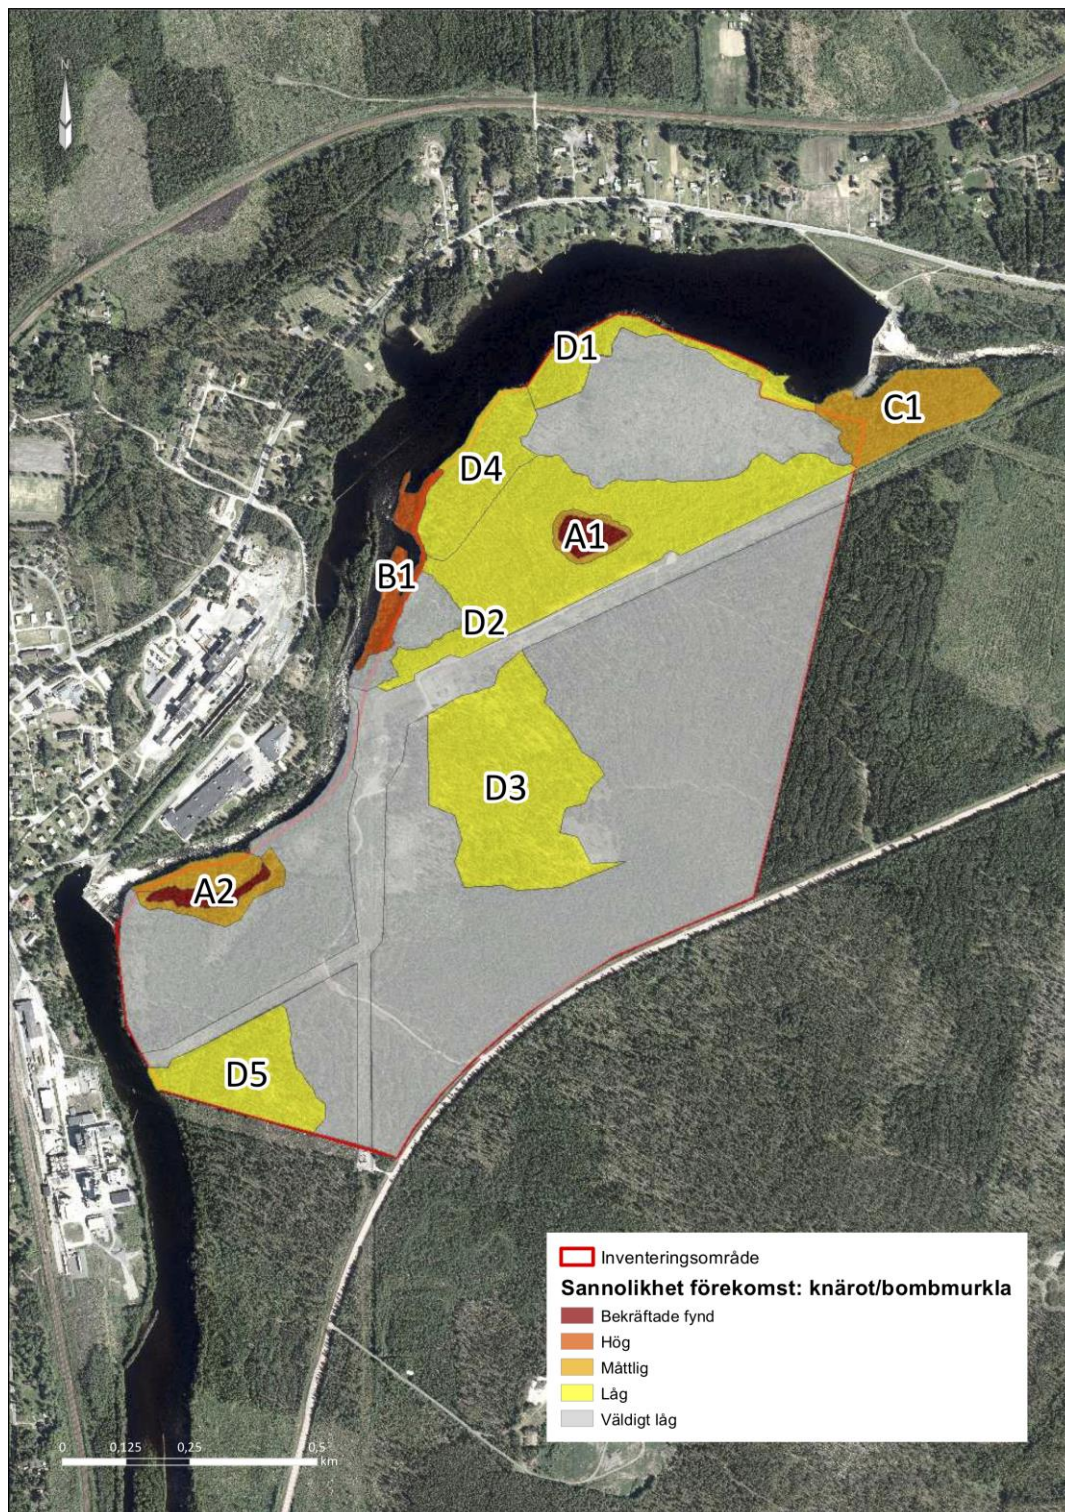 N
D1
C1
D4
A1
B1
D2
D3
A2
D5
Inventeringsområde
Sannolikhet förekomst: knärot/bombmurkla
Bekräftade fynd
Hög
Måttlig
Låg
Väldigt låg
0 0,125 0,25 0,5
km